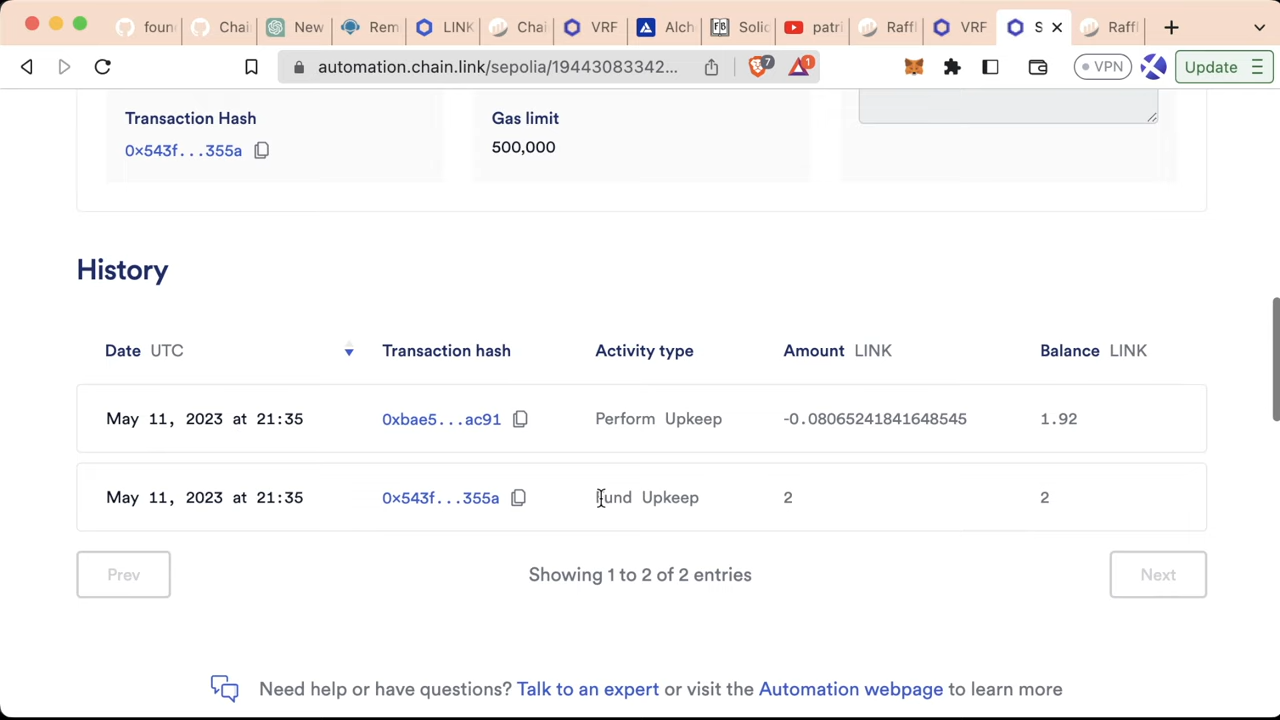 foun
Chai
New
Rem
LINK
Chai
VRF
Alch
Solic
patri
Raffl
VRF
S
Raffl
automation.chain.link/sepolia/19443083342...
7
1
VPN
Update
Transaction Hash
0x543f...355a
Gas limit
500,000
History
Date UTC Transaction hash Activity type Amount LINK Balance LINK
May 11, 2023 at 21:35 0xbae5...ac91 Perform Upkeep -0.08065241841648545 1.92
May 11, 2023 at 21:35 0x543f...355a Fund Upkeep 2 2
Prev
Showing 1 to 2 of 2 entries
Next
Need help or have questions? Talk to an expert or visit the Automation webpage to learn more